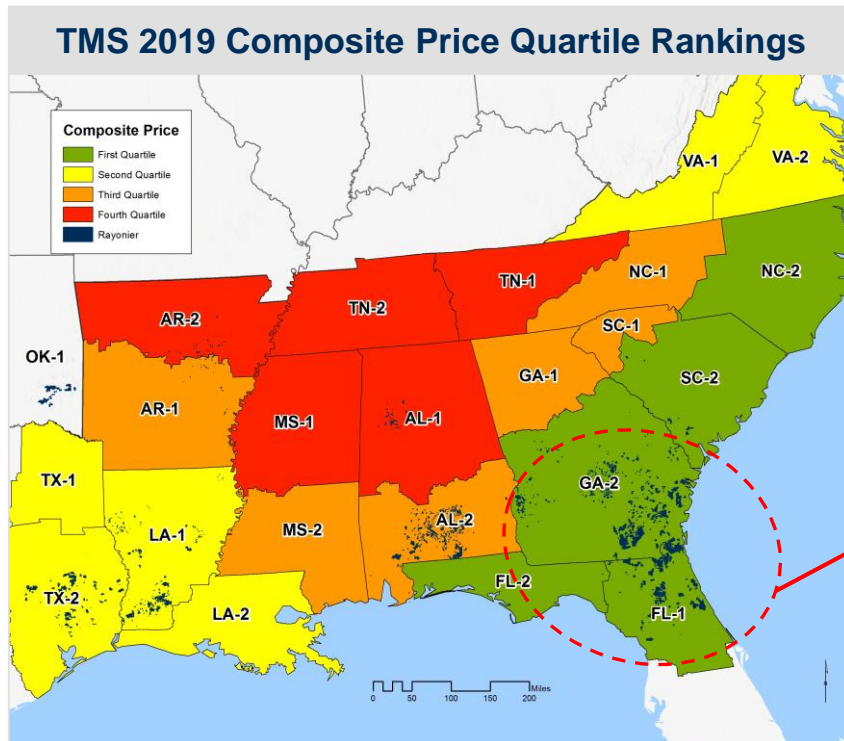 TMS 2019 Composite Price Quartile Rankings
Composite Price
First Quartile
Second Quartile
Third Quartile
Fourth Quartile
Rayonier
VA-1
VA-2
NC-1
NC-2
TN-1
TN-2
AR-2
SC-1
OK-1
GA-1
SC-2
AR-1
MS-1
AL-1
TX-1
GA-2
LA-1
MS-2
AL-2
TX-2
FL-2
LA-2
FL-1
Miles
0 50 100 150 200